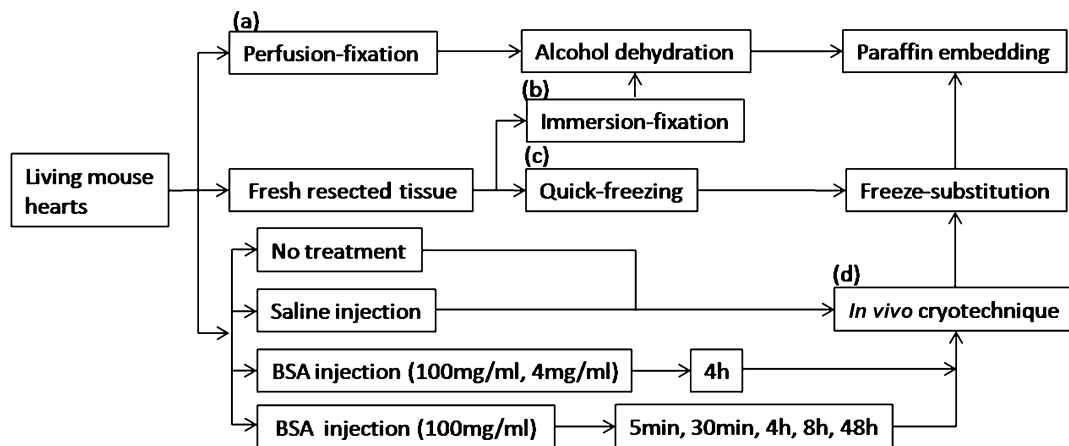 (a)
Perfusion-fixation
Alcohol dehydration
Paraffin embedding
(b)
Immersion-fixation
(c)
Living mouse
hearts
Fresh resected tissue
Quick-freezing
Freeze-substitution
No treatment
(d)
Saline injection
In vivo cryotechnique
BSA injection (100mg/ml, 4mg/ml)
4h
BSA injection (100mg/ml)
5min, 30min, 4h, 8h, 48h